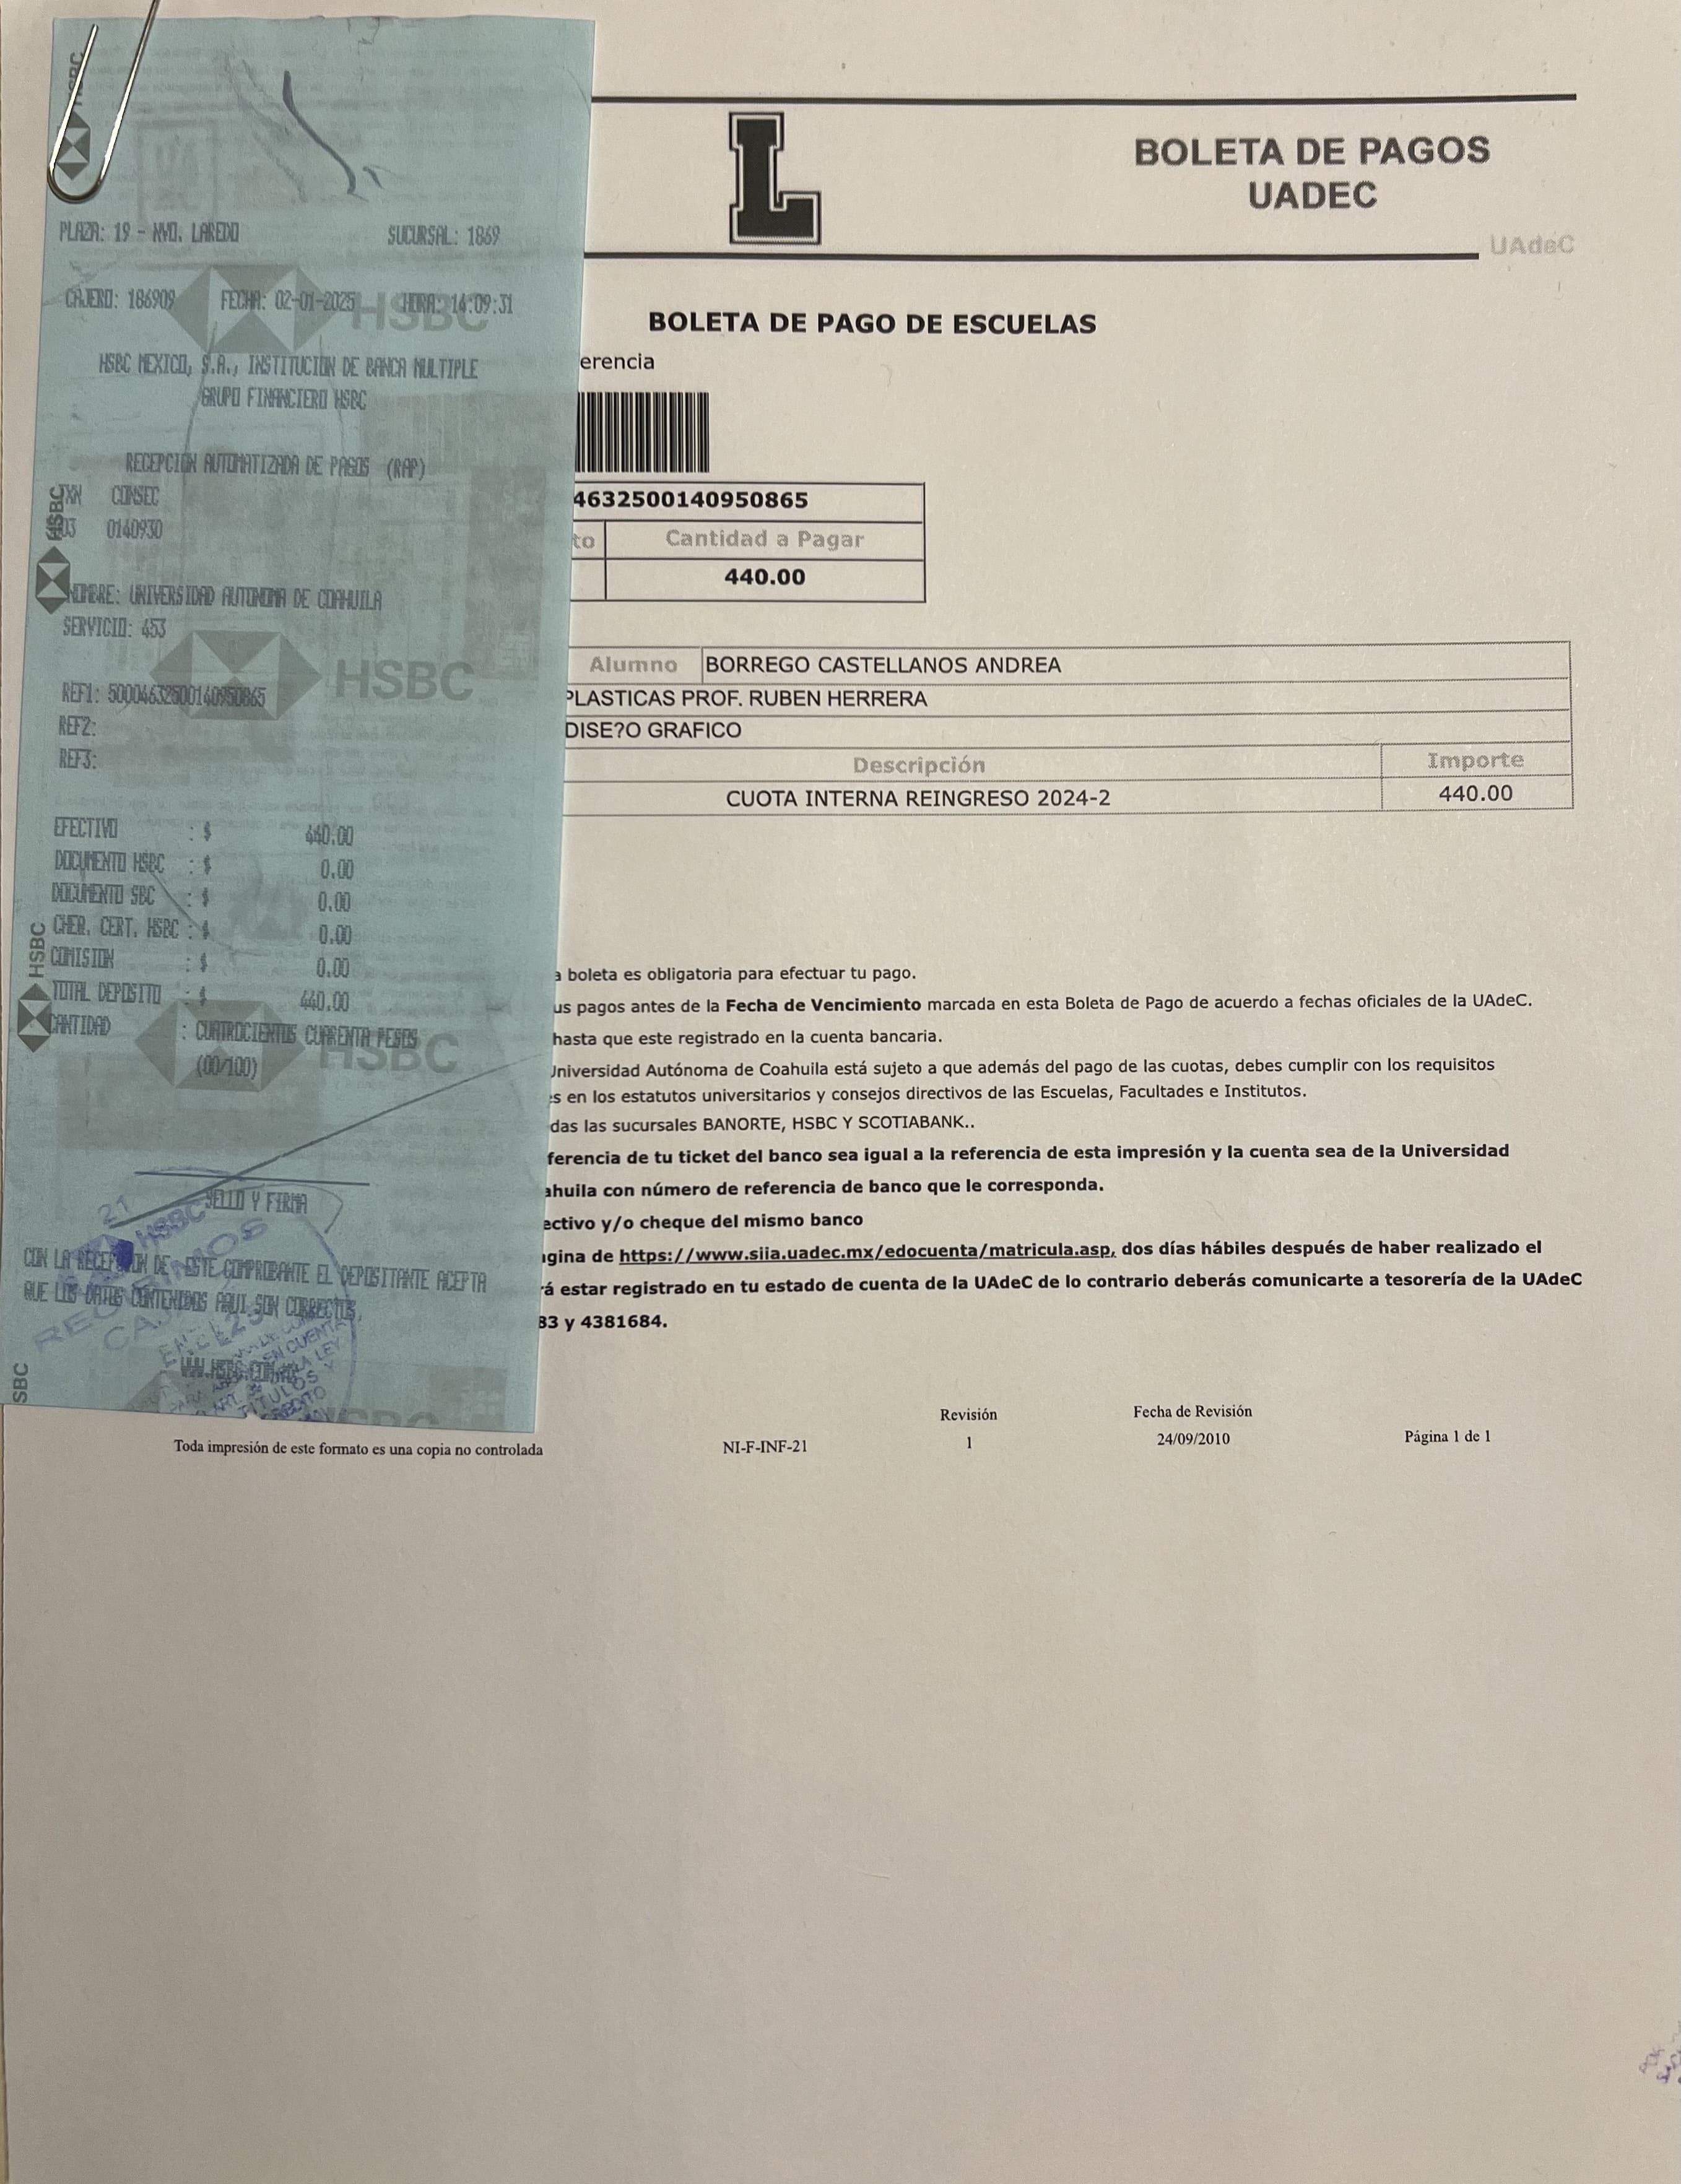 HSBC
PLAZA: 19 - NVO. LAREDO SUCURSAL: 1869
CAJERO: 186909 FECHA: 02-01-2025 HORA: 14:09:31
HSBC
HSBC MEXICO, S.A., INSTITUCION DE BANCA MULTIPLE
GRUPO FINANCIERO HSBC
RECEPCION AUTOMATIZADA DE PAGOS (RAP)
TXN CONSEC
HSBC
0140930
NOMBRE: UNIVERSIDAD AUTONOMA DE COAHUILA
SERVICIO: 453
HSBC
REF1: 50004632500140950865
REF2:
REF3:
EFECTIVO : $ 440.00
DOCUMENTO HSBC : $ 0.00
DOCUMENTO SBC : $ 0.00
CHEQ. CERT. HSBC : $ 0.00
HSBC
COMISION : $ 0.00
TOTAL DEPOSITO : $ 440.00
CANTIDAD : CUATROCIENTOS CUARENTA PESOS
HSBC
(00/100)
SELLO Y FIRMA
21
HSBC
RECIBIMOS
CON LA RECEPCION DE ESTE COMPROBANTE EL DEPOSITANTE ACEPTA
QUE LOS DATOS CONTENIDOS AQUI SON CORRECTOS.
SBC
L
BOLETA DE PAGOS
UADEC
UAdeC
BOLETA DE PAGO DE ESCUELAS
erencia
4632500140950865
to Cantidad a Pagar
440.00
Alumno BORREGO CASTELLANOS ANDREA
PLASTICAS PROF. RUBEN HERRERA
DISE?O GRAFICO
Descripción Importe
CUOTA INTERNA REINGRESO 2024-2 440.00
a boleta es obligatoria para efectuar tu pago.
us pagos antes de la Fecha de Vencimiento marcada en esta Boleta de Pago de acuerdo a fechas oficiales de la UAdeC.
hasta que este registrado en la cuenta bancaria.
Universidad Autónoma de Coahuila está sujeto a que además del pago de las cuotas, debes cumplir con los requisitos
es en los estatutos universitarios y consejos directivos de las Escuelas, Facultades e Institutos.
das las sucursales BANORTE, HSBC Y SCOTIABANK..
ferencia de tu ticket del banco sea igual a la referencia de esta impresión y la cuenta sea de la Universidad
ahuila con número de referencia de banco que le corresponda.
ectivo y/o cheque del mismo banco
ágina de https://www.siia.uadec.mx/edocuenta/matricula.asp, dos días hábiles después de haber realizado el
rá estar registrado en tu estado de cuenta de la UAdeC de lo contrario deberás comunicarte a tesorería de la UAdeC
83 y 4381684.
Revisión Fecha de Revisión
Toda impresión de este formato es una copia no controlada NI-F-INF-21 1 24/09/2010 Página 1 de 1